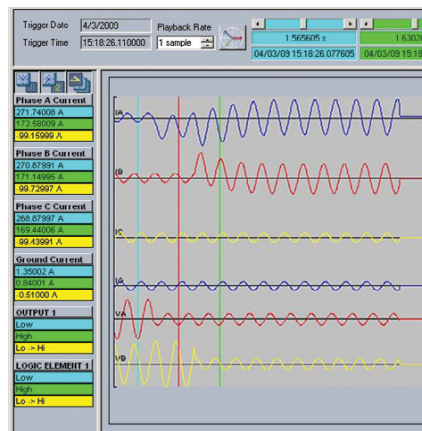 Trigger Date 4/3/2009
Trigger Time 15:18:26.110000
Playback Rate
1 sample
1.565605 s
04/03/09 15:18:26.077605
1.6302
04/03/09 15:18
Phase A Current
271.74008 A
172.58009 A
-99.15999 A
Phase B Current
270.87991 A
171.14995 A
-99.72997 A
Phase C Current
268.87997 A
169.44006 A
-99.43991 A
Ground Current
1.35002 A
0.84001 A
-0.51000 A
OUTPUT 1
Low
High
Lo -> Hi
LOGIC ELEMENT 1
Low
High
Lo -> Hi
IA
IB
IC
IG
VA
VB